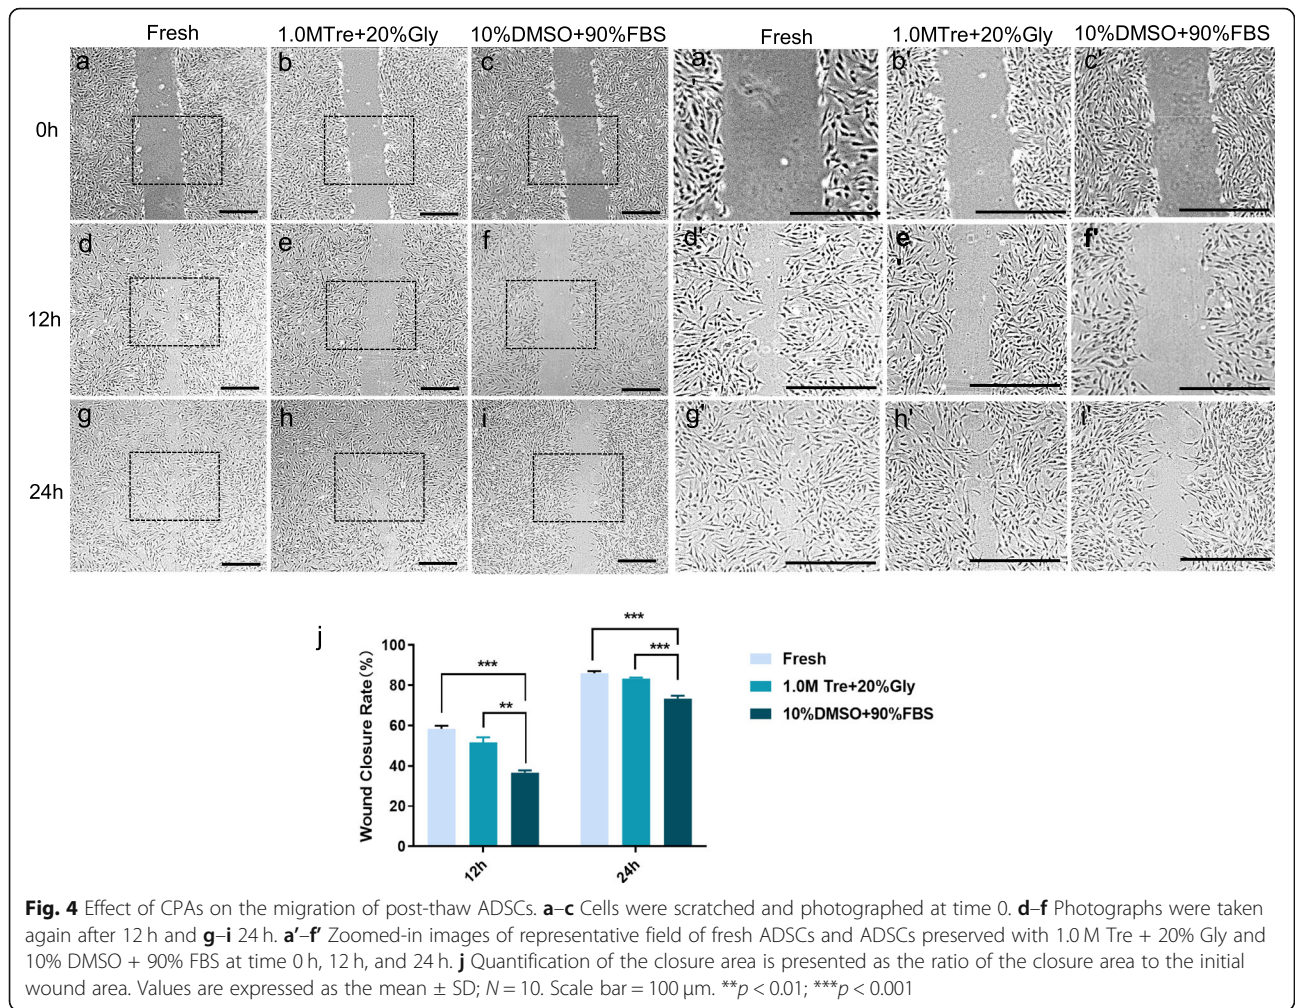 Fresh 1.0MTre+20%Gly 10%DMSO+90%FBS Fresh 1.0MTre+20%Gly 10%DMSO+90%FBS
0h a b c a' b' c'
12h d e f d' e' f'
24h g h i g' h' i'
j
Wound Closure Rate(%)
100
80
60
40
20
0
*** ** *** ***
12h 24h
Fresh
1.0M Tre+20%Gly
10%DMSO+90%FBS
Fig. 4 Effect of CPAs on the migration of post-thaw ADSCs. a–c Cells were scratched and photographed at time 0. d–f Photographs were taken
again after 12 h and g–i 24 h. a′–f′ Zoomed-in images of representative field of fresh ADSCs and ADSCs preserved with 1.0 M Tre + 20% Gly and
10% DMSO + 90% FBS at time 0 h, 12 h, and 24 h. j Quantification of the closure area is presented as the ratio of the closure area to the initial
wound area. Values are expressed as the mean ± SD; N = 10. Scale bar = 100 μm. **p < 0.01; ***p < 0.001